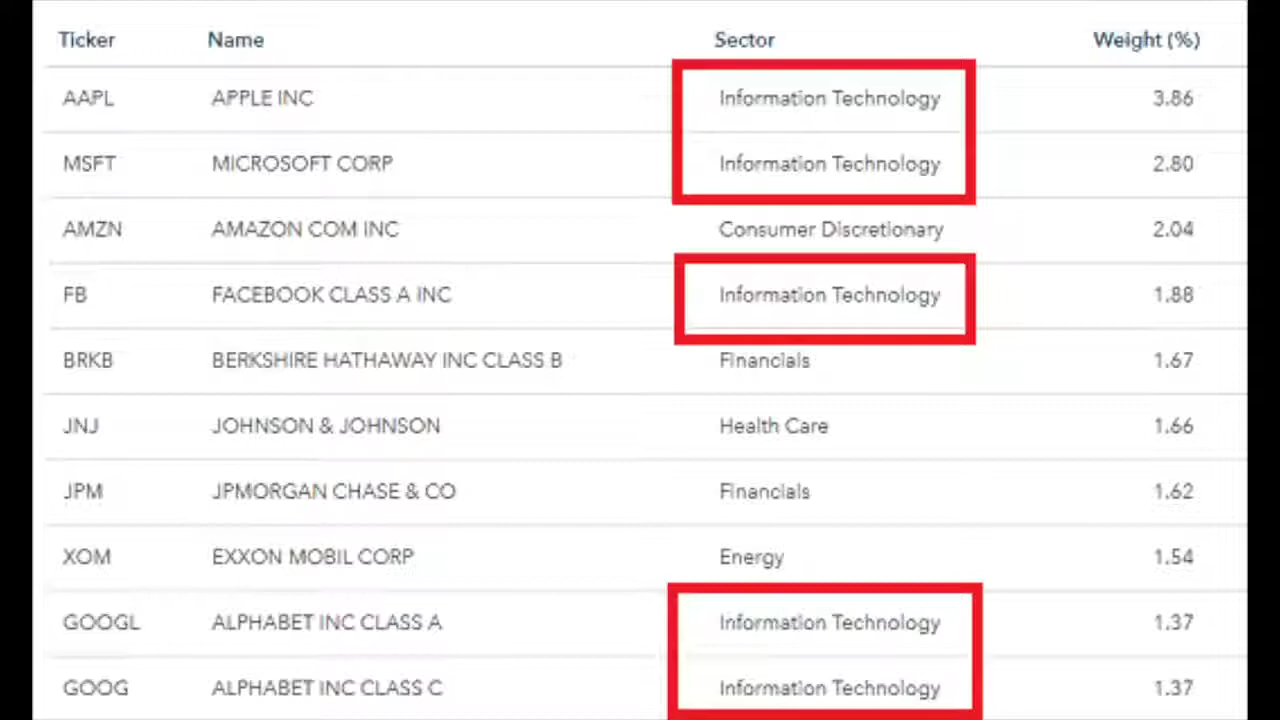 Ticker Name Sector Weight (%)
AAPL APPLE INC Information Technology 3.86
MSFT MICROSOFT CORP Information Technology 2.80
AMZN AMAZON COM INC Consumer Discretionary 2.04
FB FACEBOOK CLASS A INC Information Technology 1.88
BRKB BERKSHIRE HATHAWAY INC CLASS B Financials 1.67
JNJ JOHNSON & JOHNSON Health Care 1.66
JPM JPMORGAN CHASE & CO Financials 1.62
XOM EXXON MOBIL CORP Energy 1.54
GOOGL ALPHABET INC CLASS A Information Technology 1.37
GOOG ALPHABET INC CLASS C Information Technology 1.37